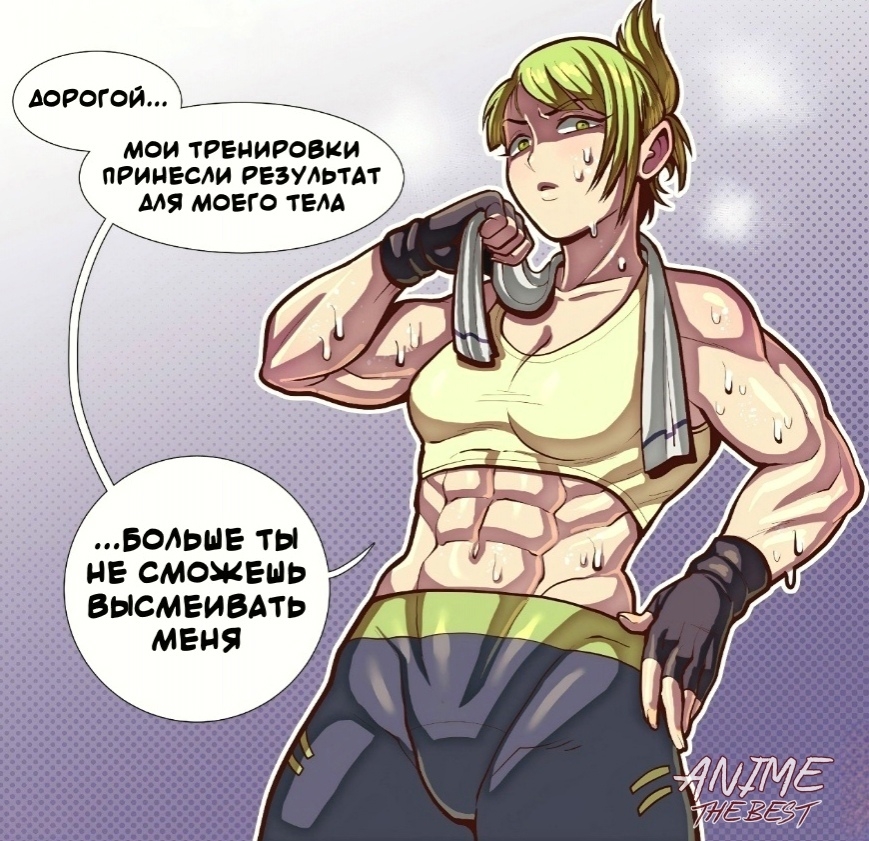 ДОРОГОЙ...
МОИ ТРЕНИРОВКИ
ПРИНЕСЛИ РЕЗУЛЬТАТ
ДЛЯ МОЕГО ТЕЛА
...БОЛЬШЕ ТЫ
НЕ СМОЖЕШЬ
ВЫСМЕИВАТЬ
МЕНЯ
ANIME
THE BEST